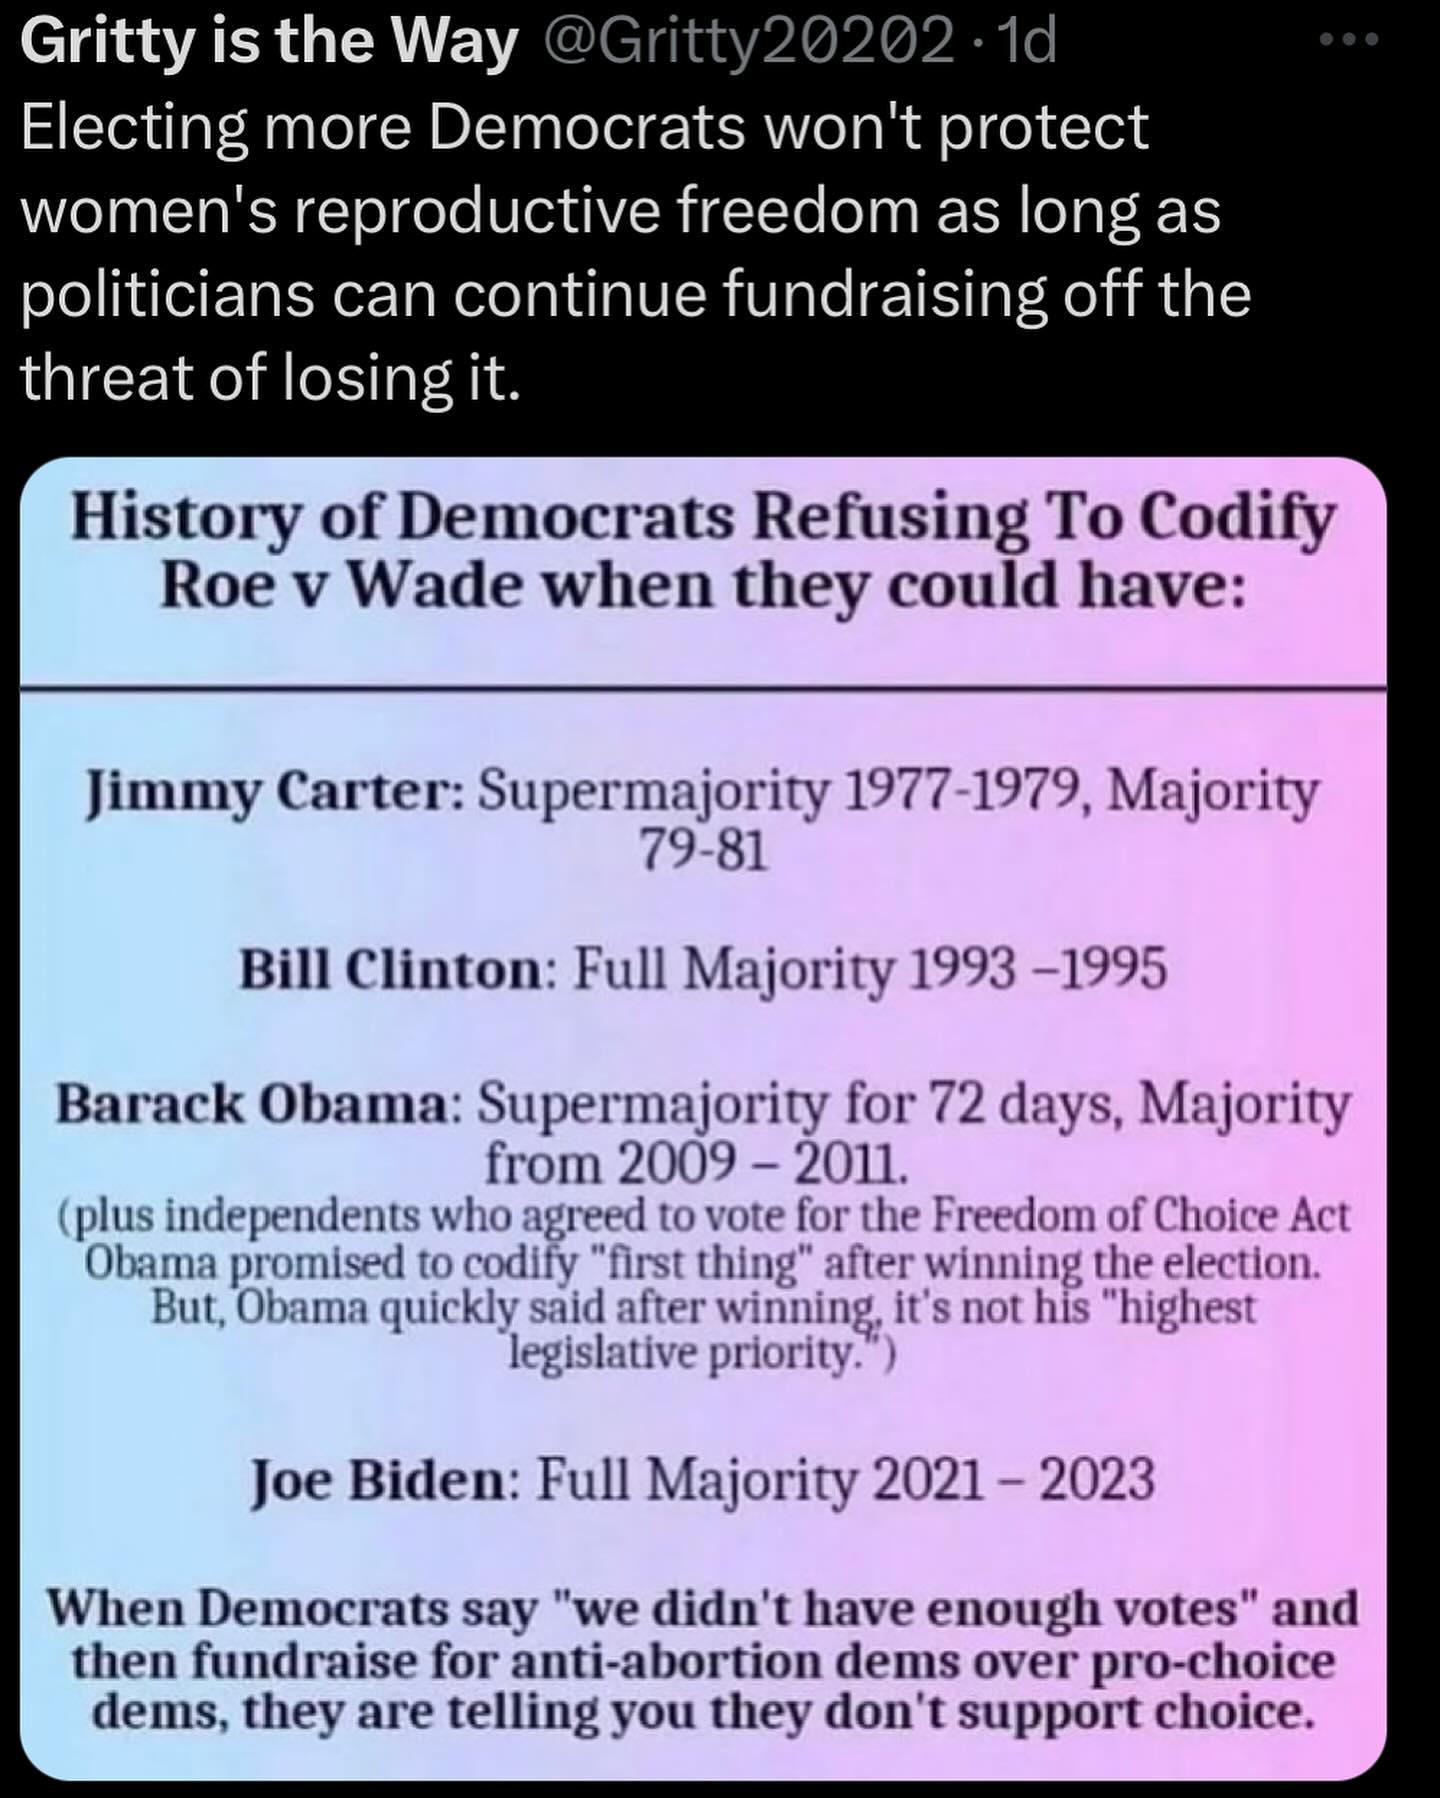 Gritty is the Way @Gritty20202 · 1d
Electing more Democrats won't protect
women's reproductive freedom as long as
politicians can continue fundraising off the
threat of losing it.
History of Democrats Refusing To Codify
Roe v Wade when they could have:
Jimmy Carter: Supermajority 1977-1979, Majority
79-81
Bill Clinton: Full Majority 1993 –1995
Barack Obama: Supermajority for 72 days, Majority
from 2009 – 2011.
(plus independents who agreed to vote for the Freedom of Choice Act
Obama promised to codify "first thing" after winning the election.
But, Obama quickly said after winning, it's not his "highest
legislative priority.")
Joe Biden: Full Majority 2021 – 2023
When Democrats say "we didn't have enough votes" and
then fundraise for anti-abortion dems over pro-choice
dems, they are telling you they don't support choice.